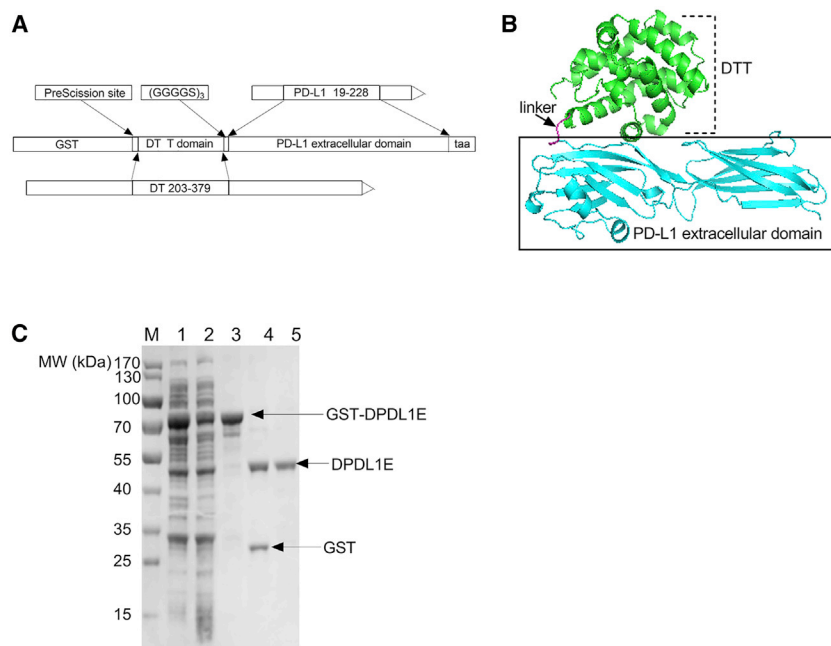 A
PreScission site
(GGGGS)3
PD-L1 19-228
GST
DT T domain
PD-L1 extracellular domain
taa
DT 203-379
B
DTT
linker
PD-L1 extracellular domain
C
M 1 2 3 4 5
MW (kDa)
170
130
100
70
55
40
35
25
15
GST-DPDL1E
DPDL1E
GST